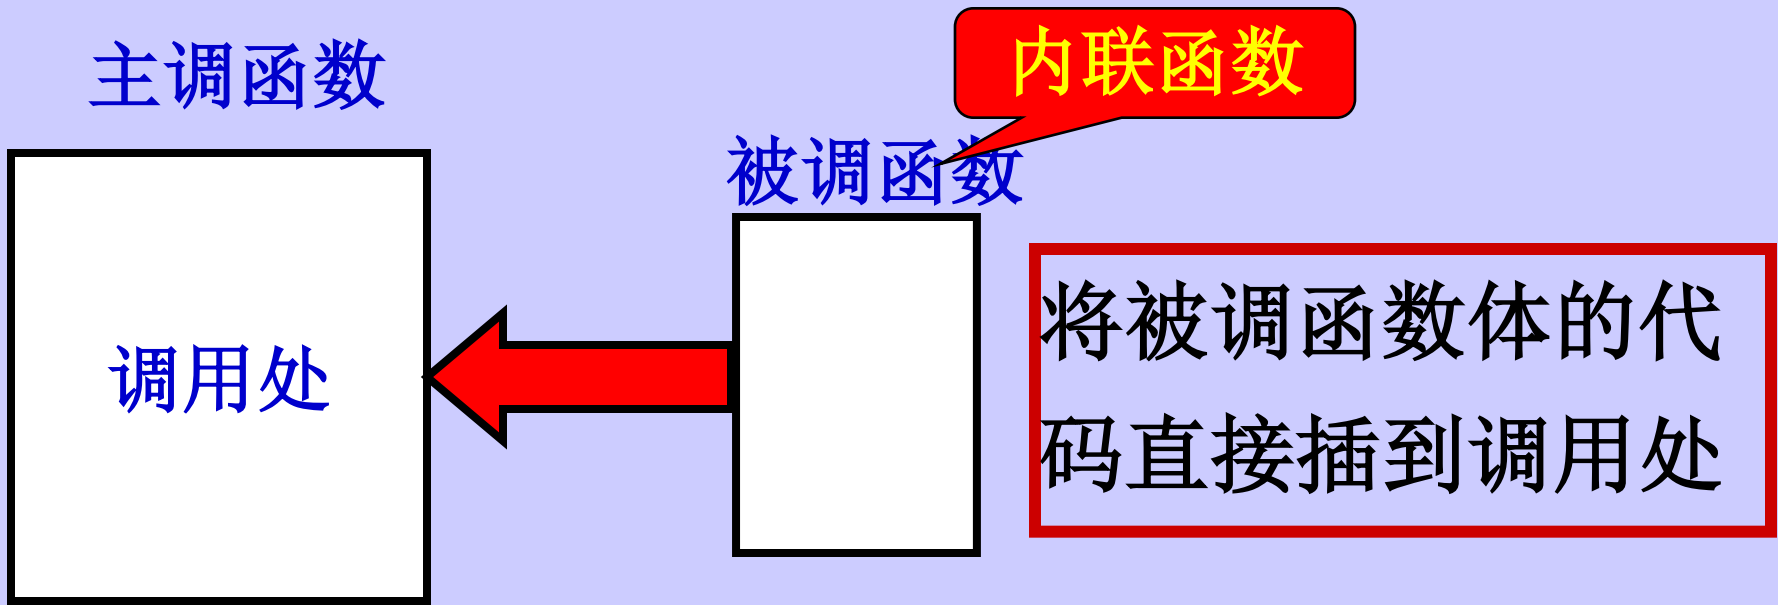 主调函数
内联函数
被调函数
调用处
将被调函数体的代
码直接插到调用处